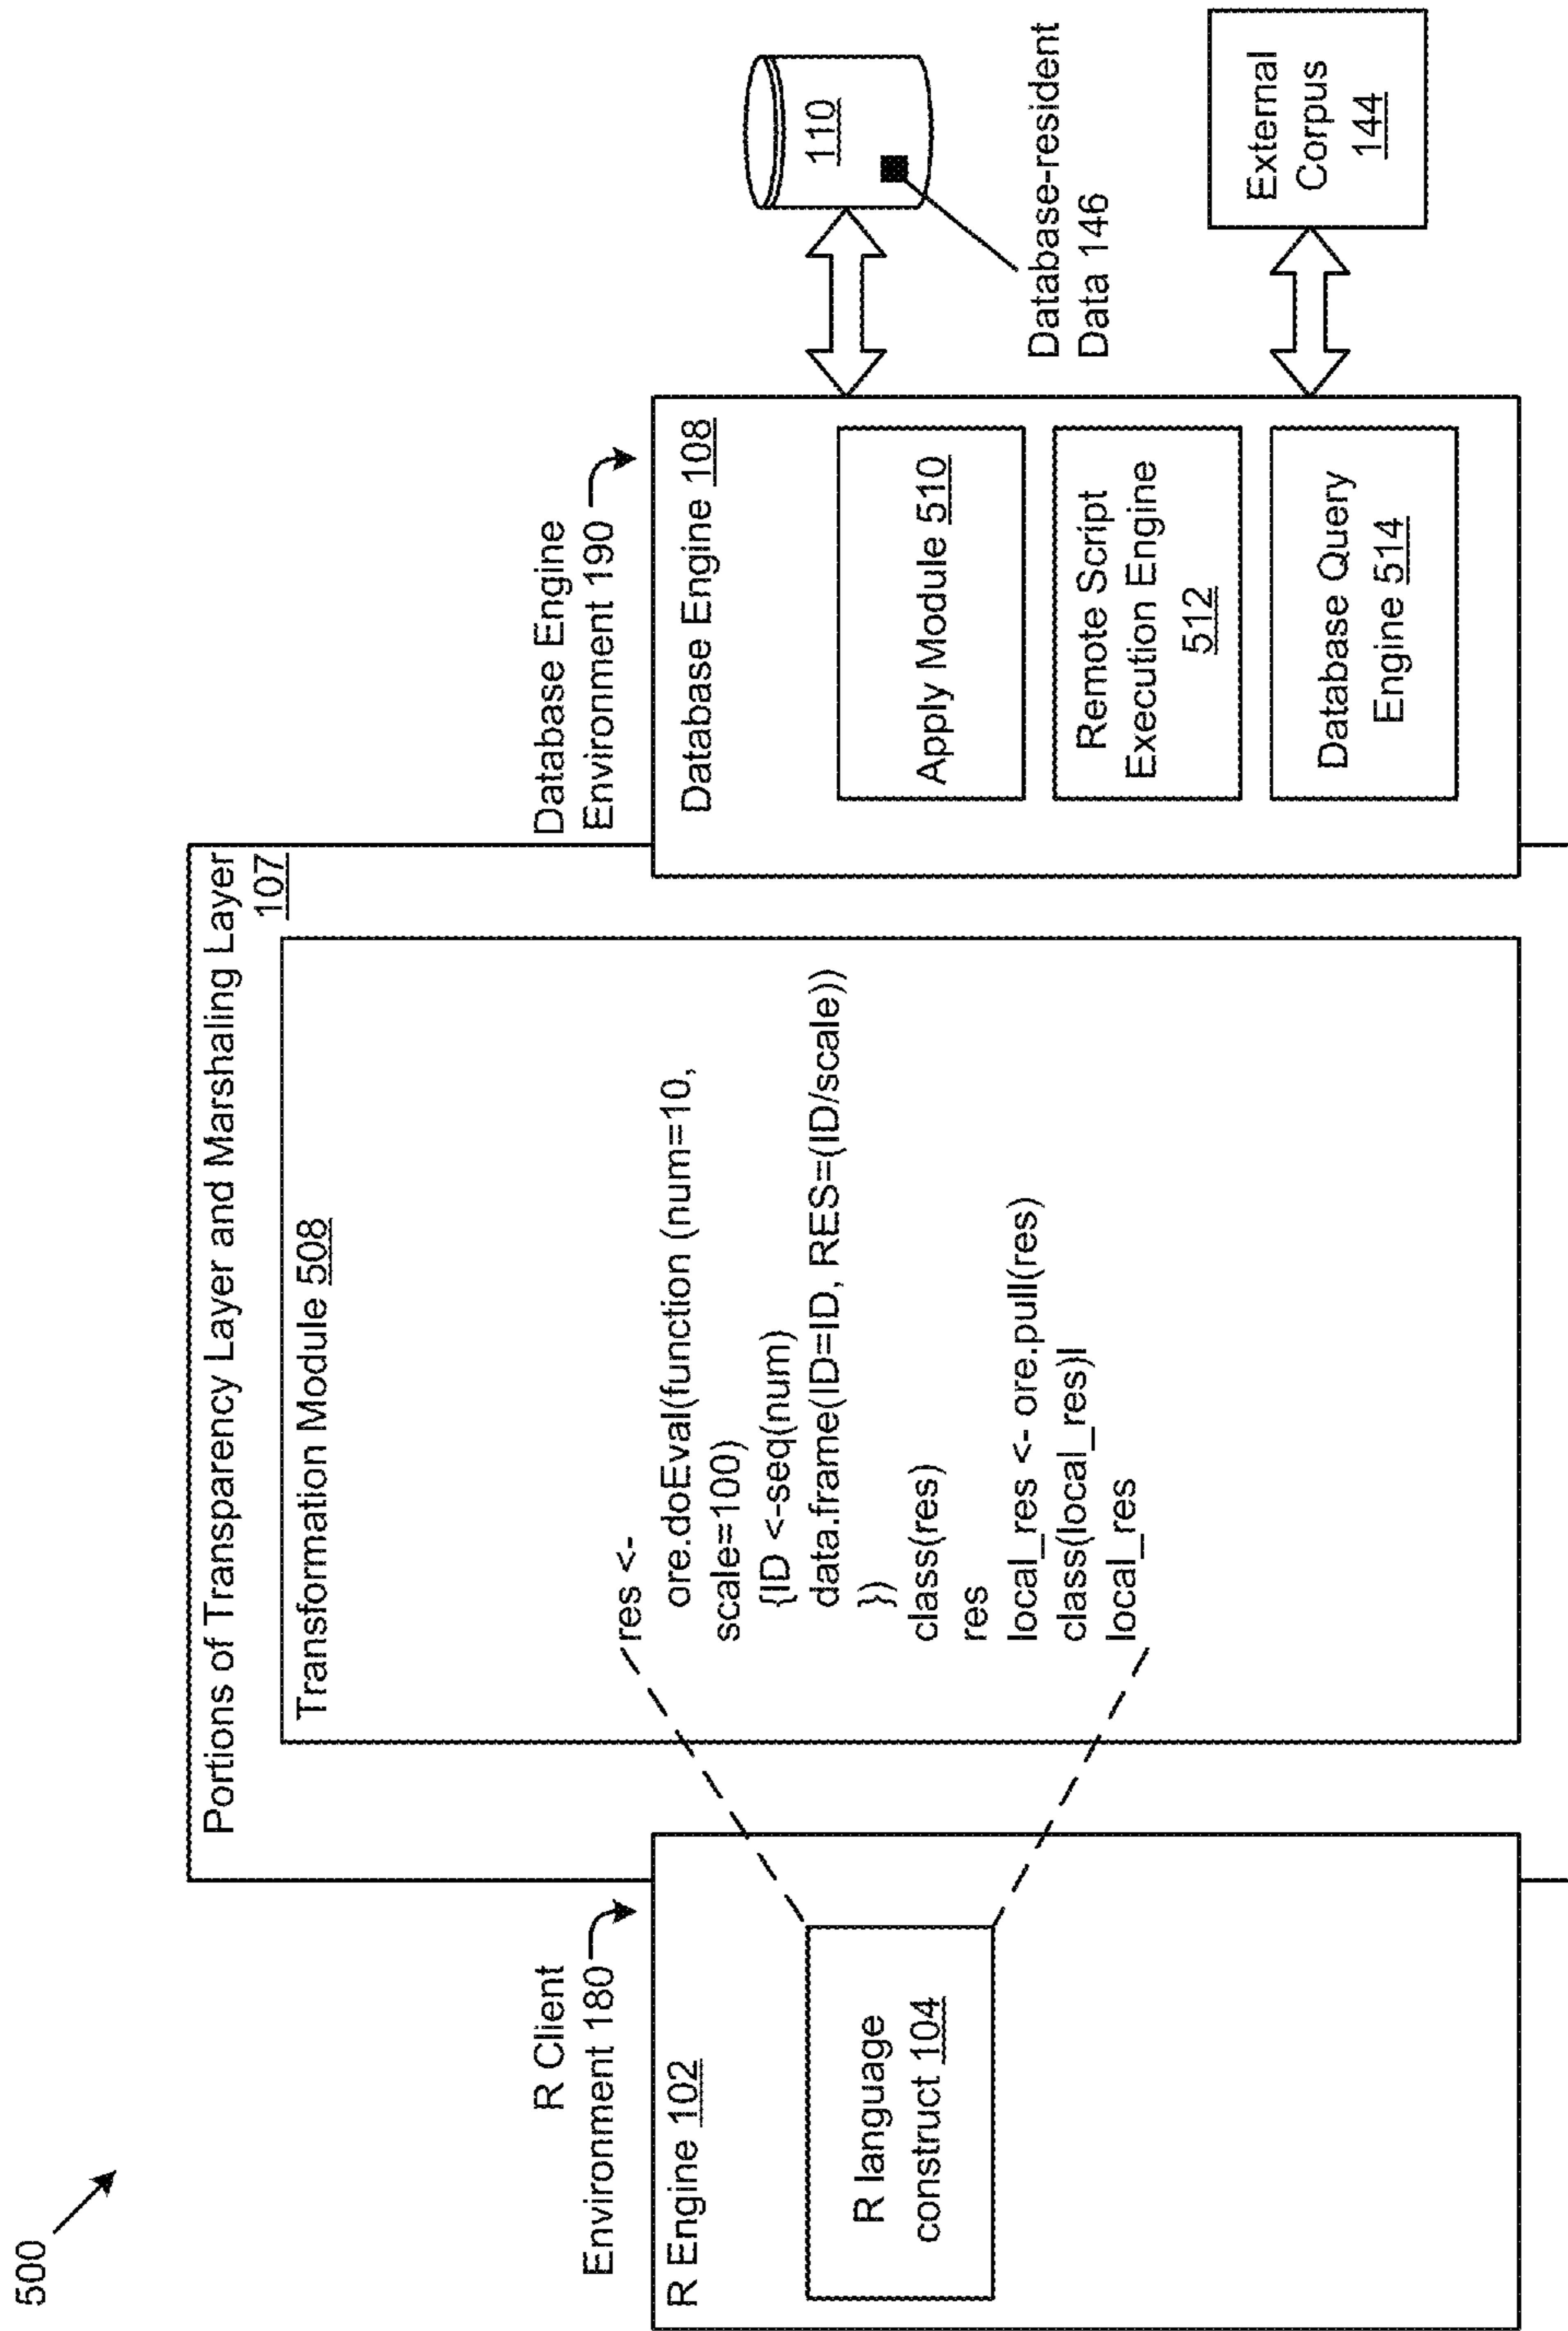 500
Portions of Transparency Layer and Marshaling Layer
107
R Client
Environment 180
R Engine 102
R language
construct 104
Transformation Module 508
res <-
ore.doEval(function (num=10,
scale=100)
{ID <-seq(num)
data.frame(ID=ID, RES=(ID/scale))
})
class(res)
res
local_res <- ore.pull(res)
class(local_res)l
local_res
Database Engine
Environment 190
Database Engine 108
Apply Module 510
Remote Script
Execution Engine
512
Database Query
Engine 514
110
Database-resident
Data 146
External
Corpus
144